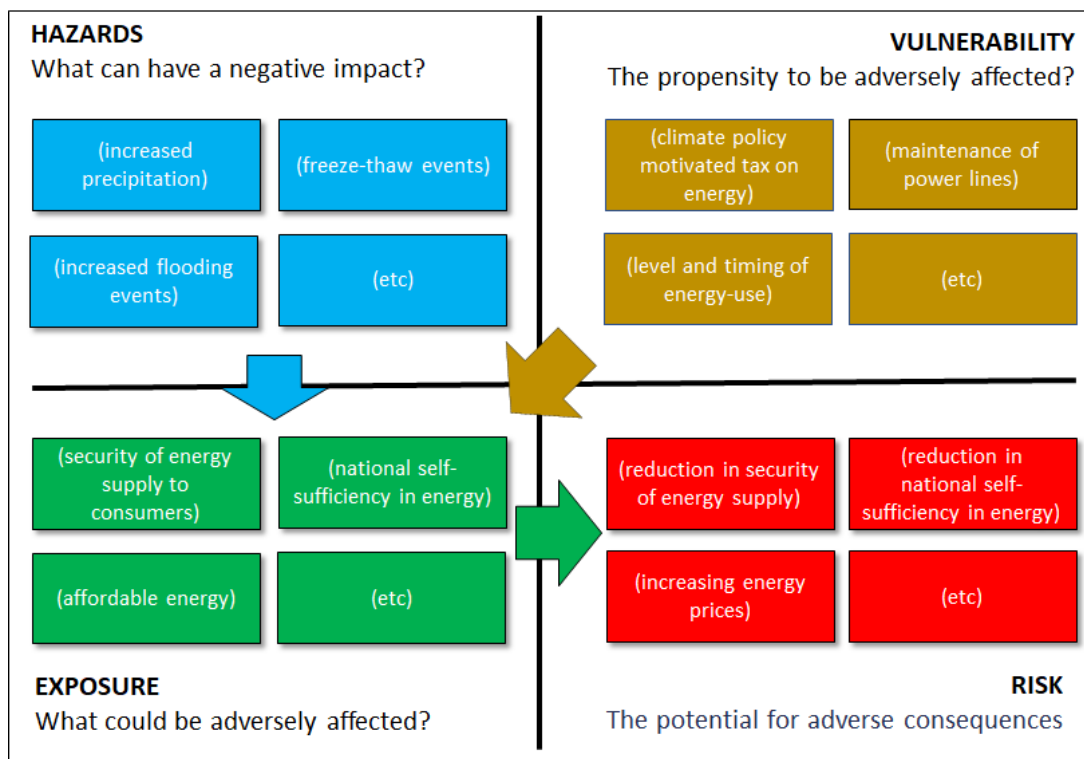 HAZARDS
What can have a negative impact?
(increased
precipitation)
(freeze-thaw events)
(increased flooding
events)
(etc)
VULNERABILITY
The propensity to be adversely affected?
(climate policy
motivated tax on
energy)
(maintenance of
power lines)
(level and timing of
energy-use)
(etc)
(security of energy
supply to
consumers)
(national self-
sufficiency in energy)
(affordable energy)
(etc)
EXPOSURE
What could be adversely affected?
(reduction in security
of energy supply)
(reduction in
national self-
sufficiency in energy)
(increasing energy
prices)
(etc)
RISK
The potential for adverse consequences